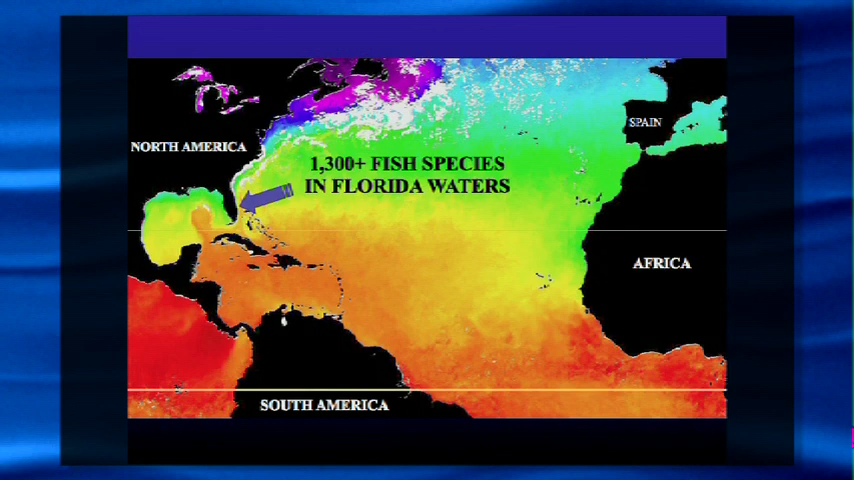 SPAIN
NORTH AMERICA
1,300+ FISH SPECIES
IN FLORIDA WATERS
AFRICA
SOUTH AMERICA